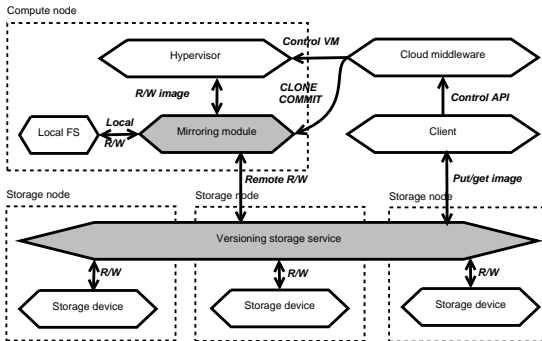 Compute node
Control VM
Hypervisor
Cloud middleware
R/W image
CLONE
COMMIT
Control API
Local FS
Local
R/W
Mirroring module
Client
Remote R/W
Put/get image
Storage node
Storage node
Storage node
Versioning storage service
R/W
R/W
R/W
Storage device
Storage device
Storage device